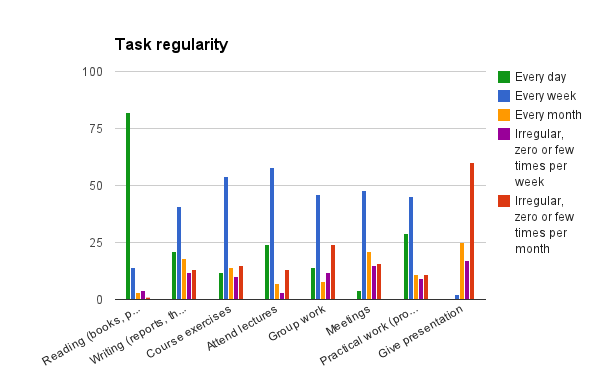 Task regularity
100
75
50
25
0
Every day
Every week
Every month
Irregular,
zero or few
times per
week
Irregular,
zero or few
times per
month
Reading (books, p...
Writing (reports, th...
Course exercises
Attend lectures
Group work
Meetings
Practical work (pro...
Give presentation